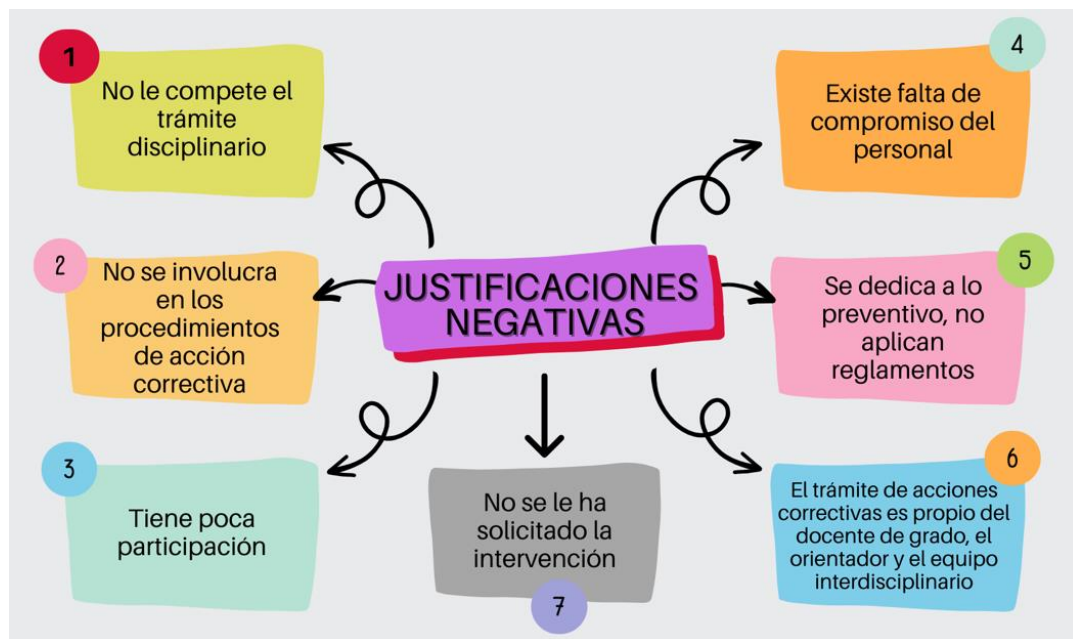 JUSTIFICACIONES
NEGATIVAS
1
No le compete el
trámite
disciplinario
2
No se involucra
en los
procedimientos
de acción
correctiva
3
Tiene poca
participación
4
Existe falta de
compromiso del
personal
5
Se dedica a lo
preventivo, no
aplican
reglamentos
6
El trámite de acciones
correctivas es propio del
docente de grado, el
orientador y el equipo
interdisciplinario
No se le ha
solicitado la
intervención
7